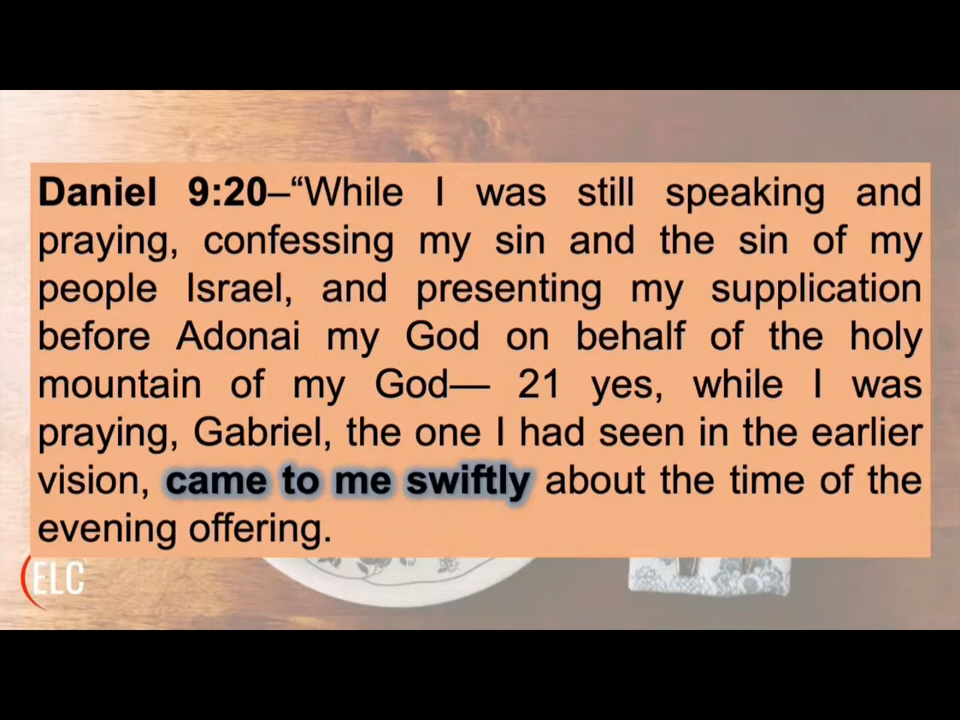 Daniel 9:20–“While I was still speaking and
praying, confessing my sin and the sin of my
people Israel, and presenting my supplication
before Adonai my God on behalf of the holy
mountain of my God— 21 yes, while I was
praying, Gabriel, the one I had seen in the earlier
vision, came to me swiftly about the time of the
evening offering.
ELC